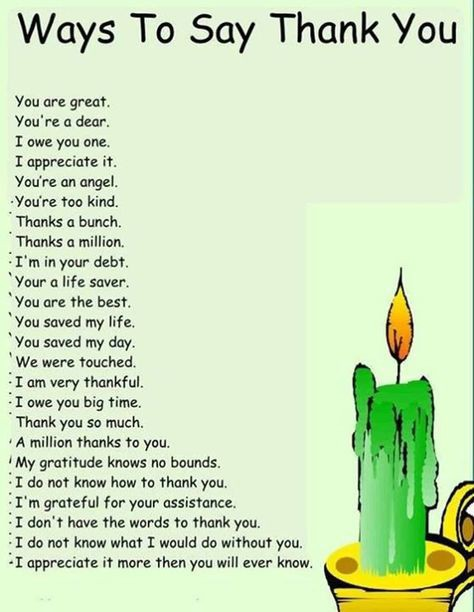 Ways To Say Thank You
You are great.
You're a dear.
I owe you one.
I appreciate it.
You're an angel.
You're too kind.
Thanks a bunch.
Thanks a million.
I'm in your debt.
Your a life saver.
You are the best.
You saved my life.
You saved my day.
We were touched.
I am very thankful.
I owe you big time.
Thank you so much.
A million thanks to you.
My gratitude knows no bounds.
I do not know how to thank you.
I'm grateful for your assistance.
I don't have the words to thank you.
I do not know what I would do without you.
I appreciate it more then you will ever know.